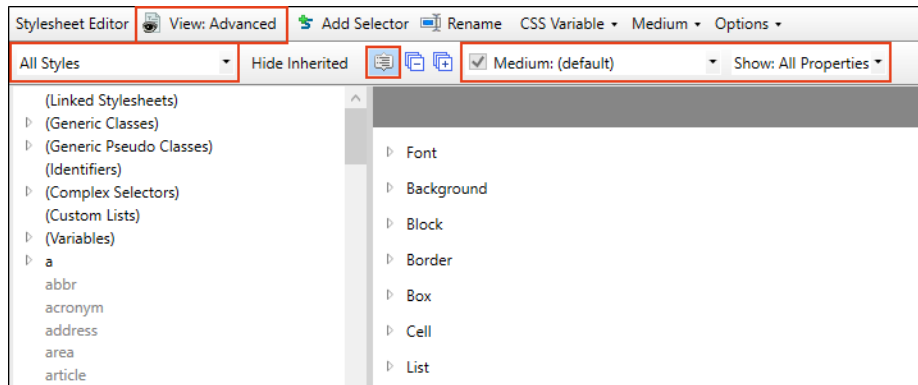 Stylesheet Editor View: Advanced Add Selector Rename CSS Variable Medium Options
All Styles Hide Inherited Medium: (default) Show: All Properties
(Linked Stylesheets)
(Generic Classes)
(Generic Pseudo Classes)
(Identifiers)
(Complex Selectors)
(Custom Lists)
(Variables)
a
abbr
acronym
address
area
article
Font
Background
Block
Border
Box
Cell
List